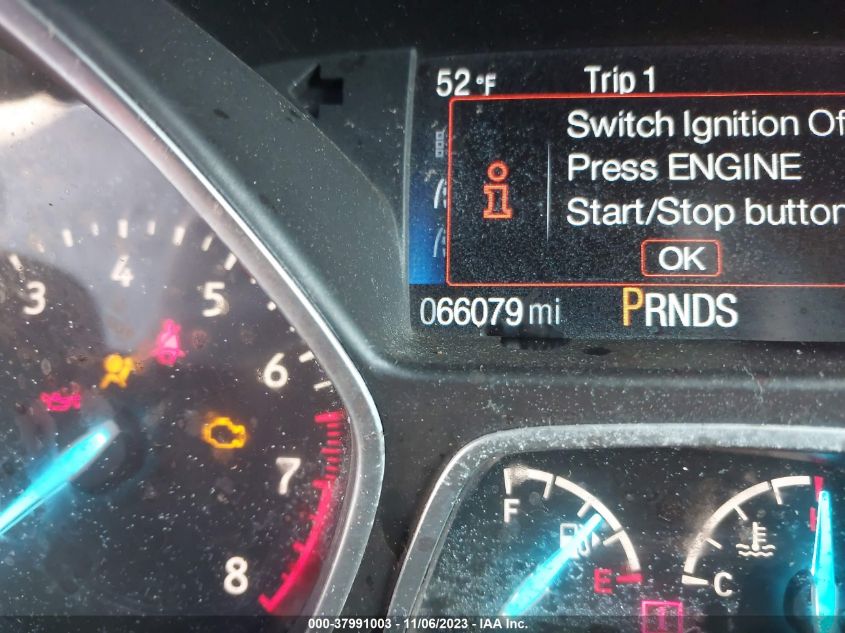 52°F Trip 1
Switch Ignition Of
Press ENGINE
Start/Stop button
OK
066079 mi PRNDS
3 4 5 6 7 8
F E C H
000-37991003 - 11/06/2023 - IAA Inc.